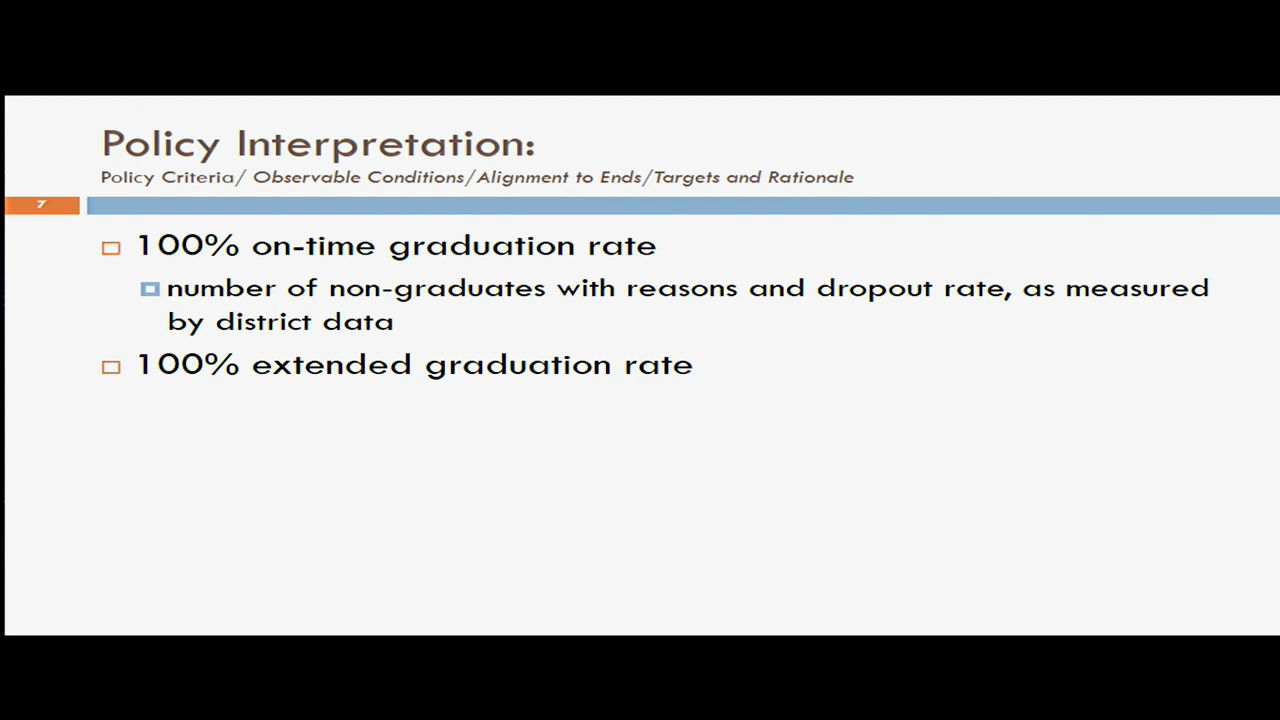 Policy Interpretation:
Policy Criteria/ Observable Conditions/Alignment to Ends/Targets and Rationale
7
100% on-time graduation rate
number of non-graduates with reasons and dropout rate, as measured
by district data
100% extended graduation rate